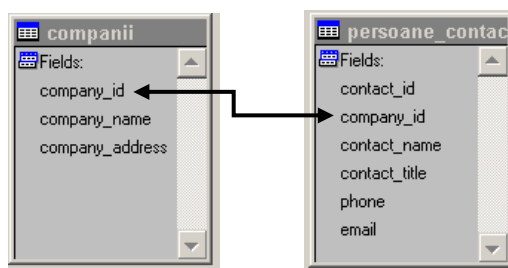 companii
Fields:
company_id
company_name
company_address
persoane_contac
Fields:
contact_id
company_id
contact_name
contact_title
phone
email